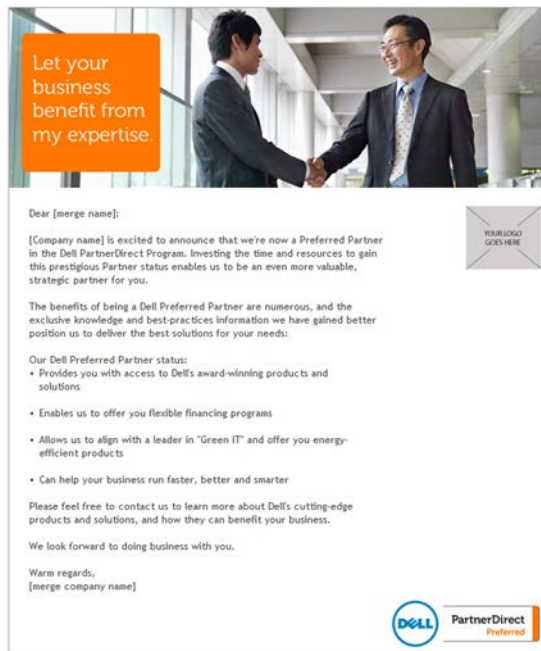 Let your
business
benefit from
my expertise.
Dear [merge name]:
YOUR LOGO
GOES HERE
[Company name] is excited to announce that we're now a Preferred Partner
in the Dell PartnerDirect Program. Investing the time and resources to gain
this prestigious Partner status enables us to be an even more valuable,
strategic partner for you.
The benefits of being a Dell Preferred Partner are numerous, and the
exclusive knowledge and best-practices information we have gained better
position us to deliver the best solutions for your needs:
Our Dell Preferred Partner status:
• Provides you with access to Dell's award-winning products and
solutions
• Enables us to offer you flexible financing programs
• Allows us to align with a leader in "Green IT" and offer you energy-
efficient products
• Can help your business run faster, better and smarter
Please feel free to contact us to learn more about Dell's cutting-edge
products and solutions, and how they can benefit your business.
We look forward to doing business with you.
Warm regards,
[merge company name]
DELL
PartnerDirect
Preferred